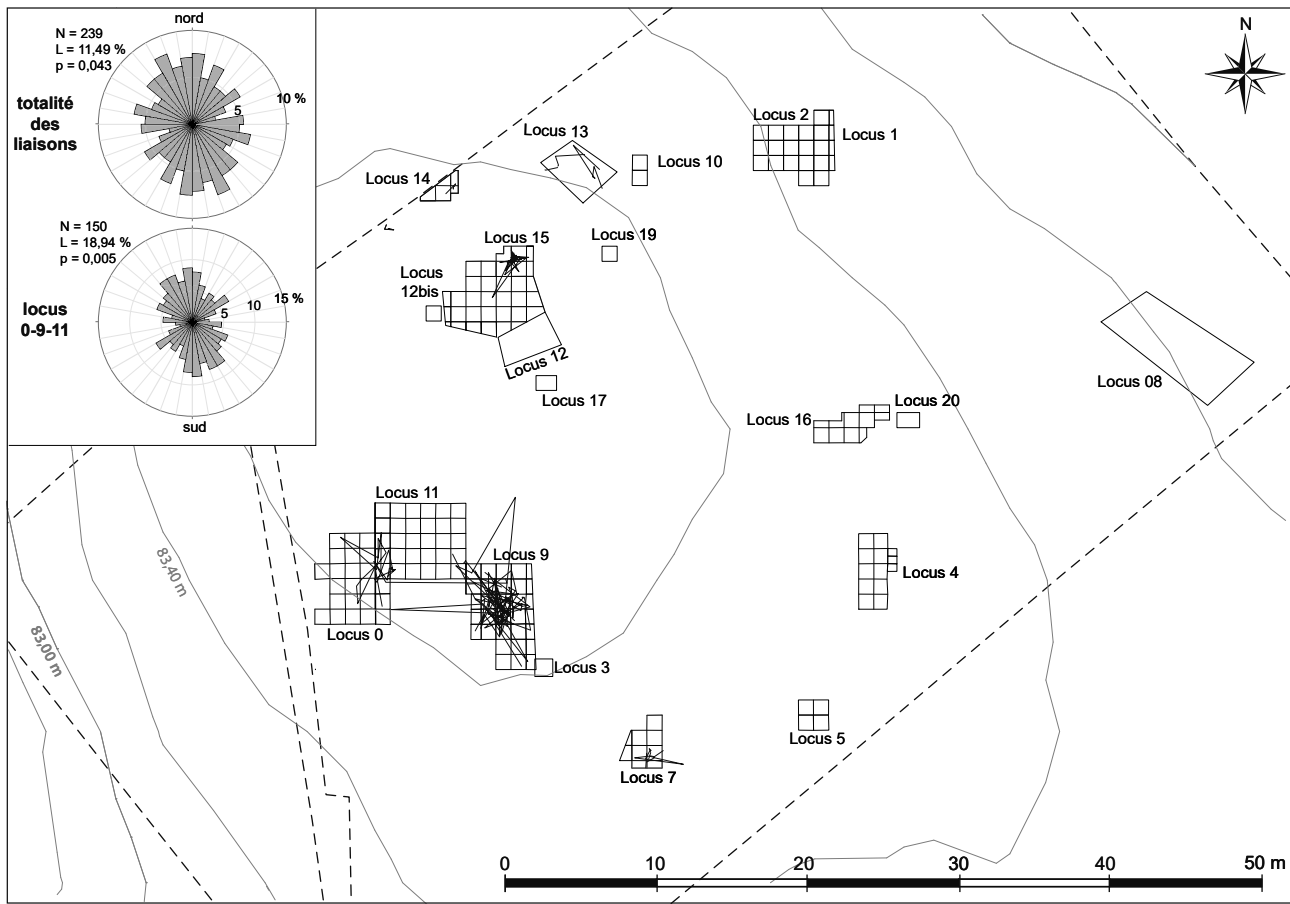 nord
N = 239
L = 11,49 %
p = 0,043
10 %
5
totalité
des
liaisons
N = 150
L = 18,94 %
p = 0,005
15 %
10
5
locus
0-9-11
sud
N
Locus 2
Locus 1
Locus 13
Locus 10
Locus 14
Locus 15
Locus 19
Locus
12bis
Locus 12
Locus 17
Locus 08
Locus 16
Locus 20
Locus 11
Locus 9
Locus 0
Locus 3
Locus 4
Locus 5
Locus 7
83,40 m
83,00 m
0 10 20 30 40 50 m